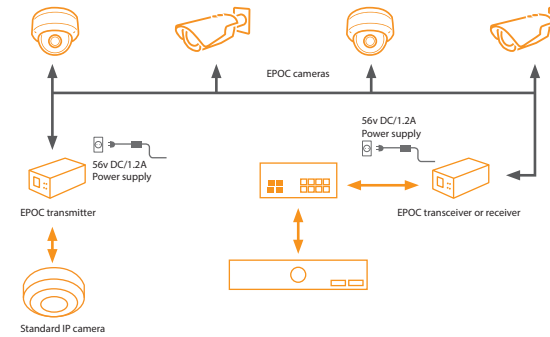 EPOC cameras
56v DC/1.2A
Power supply
56v DC/1.2A
Power supply
EPOC transmitter
EPOC transceiver or receiver
Standard IP camera